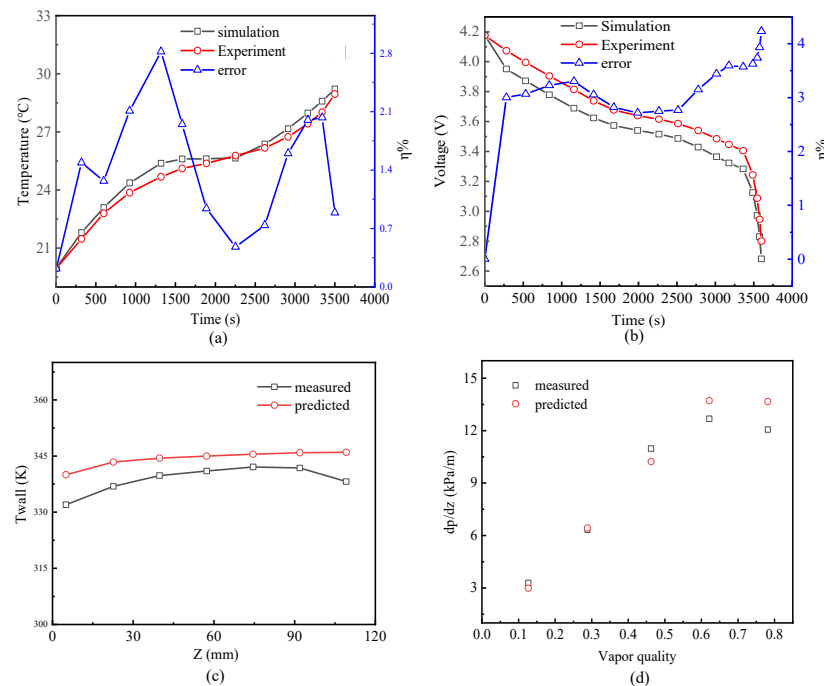 33
30
27
24
21
Temperature (℃)
simulation
Experiment
error
2.8
2.1
1.4
0.7
0.0
η%
0
500
1000
1500
2000
2500
3000
3500
4000
Time (s)
(a)
4.2
4.0
3.8
3.6
3.4
3.2
3.0
2.8
2.6
Voltage (V)
Simulation
Experiment
error
4
3
2
1
0
η%
0
500
1000
1500
2000
2500
3000
3500
4000
Time (s)
(b)
360
345
330
315
300
Twall (K)
measured
predicted
0
30
60
90
120
Z (mm)
(c)
15
12
9
6
3
dp/dz (kPa/m)
measured
predicted
0.0
0.1
0.2
0.3
0.4
0.5
0.6
0.7
0.8
Vapor quality
(d)